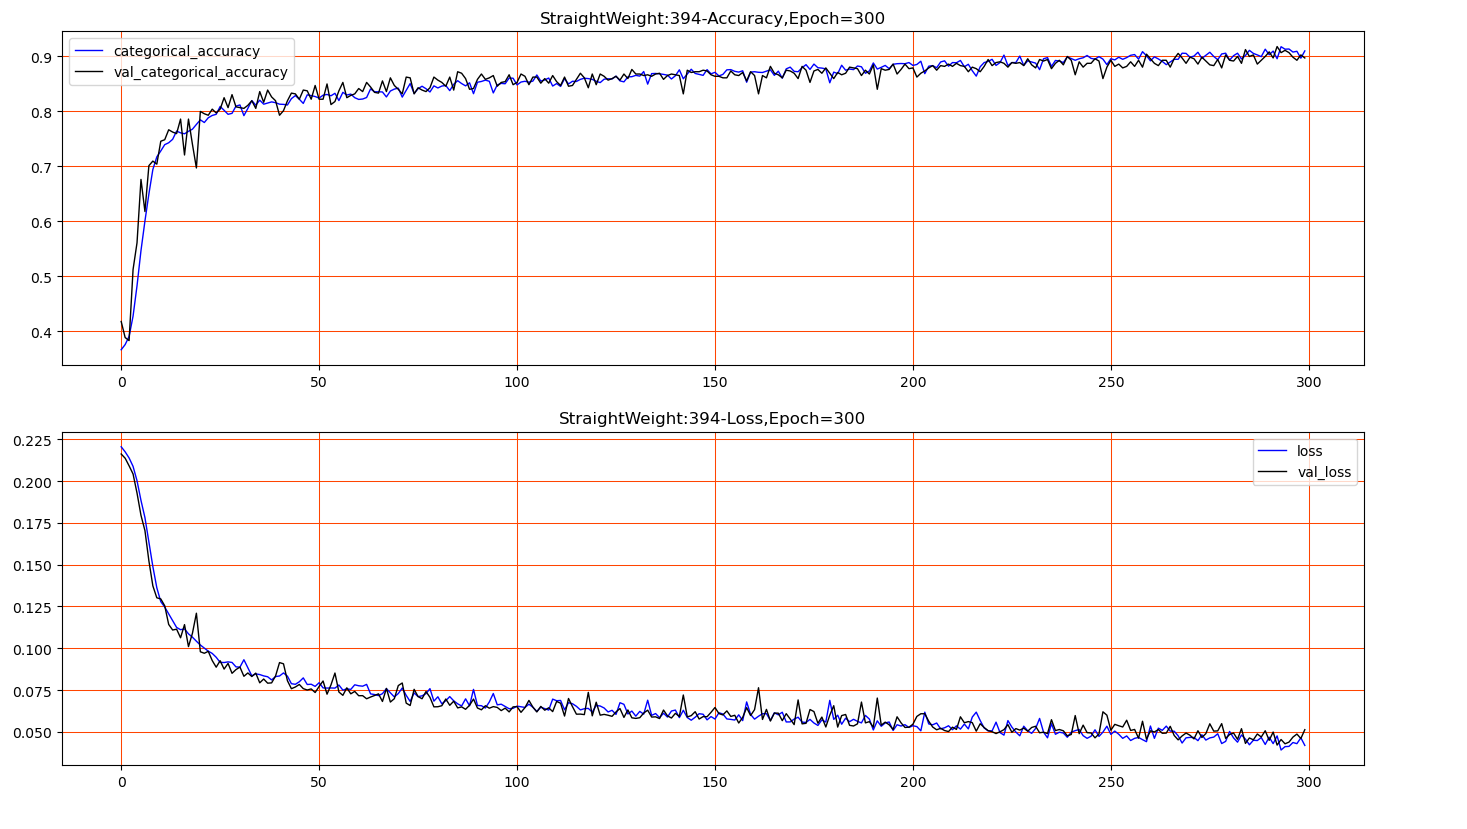 StraightWeight:394-Accuracy,Epoch=300
categorical_accuracy
val_categorical_accuracy
0.9
0.8
0.7
0.6
0.5
0.4
0 50 100 150 200 250 300
StraightWeight:394-Loss,Epoch=300
loss
val_loss
0.225
0.200
0.175
0.150
0.125
0.100
0.075
0.050
0 50 100 150 200 250 300